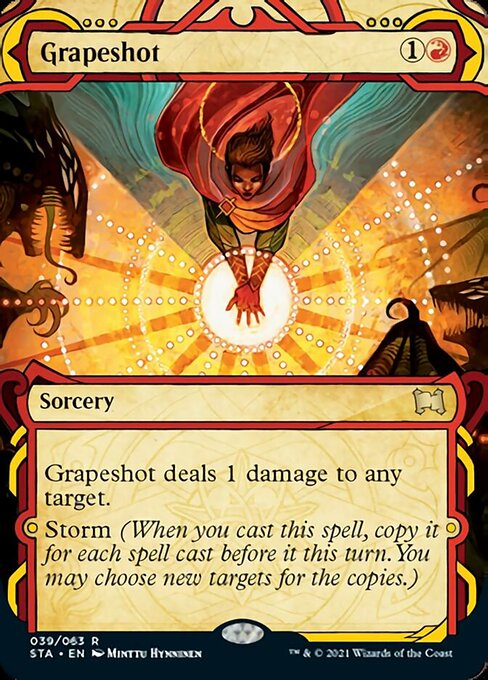 Grapeshot 1
Sorcery
Grapeshot deals 1 damage to any
target.
Storm (When you cast this spell, copy it
for each spell cast before it this turn. You
may choose new targets for the copies.)
039/063 R
STA • EN Minttu Hynninen
™ & © 2021 Wizards of the Coast